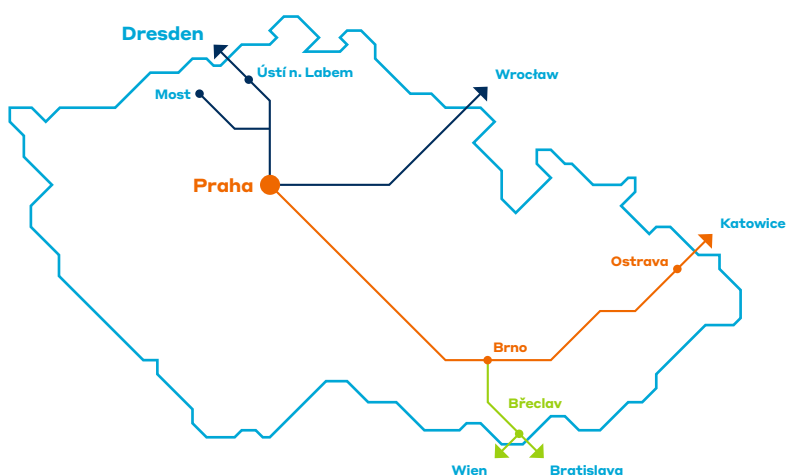 Dresden
Ústí n. Labem
Wrocław
Most
Praha
Katowice
Ostrava
Brno
Břeclav
Wien
Bratislava